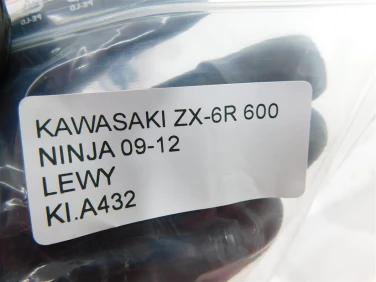 KAWASAKI ZX-6R 600
NINJA 09-12
LEWY
KI.A432